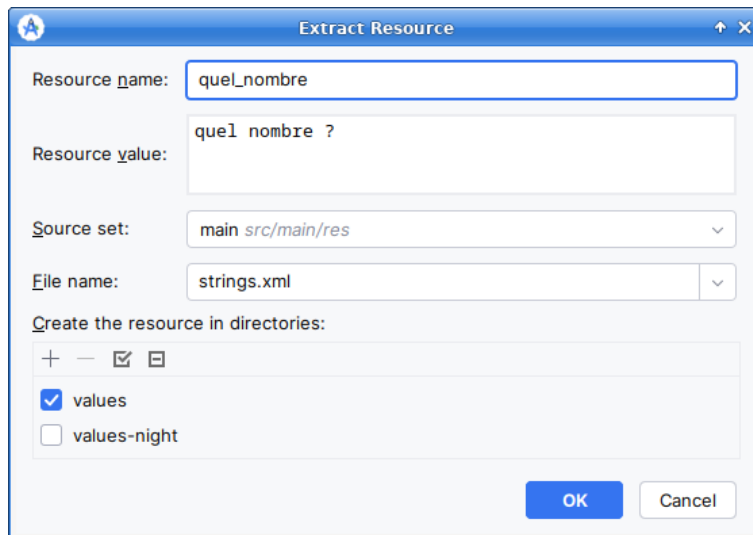 Extract Resource
Resource name: quel_nombre
Resource value: quel nombre ?
Source set: main src/main/res
File name: strings.xml
Create the resource in directories:
values
values-night
OK Cancel